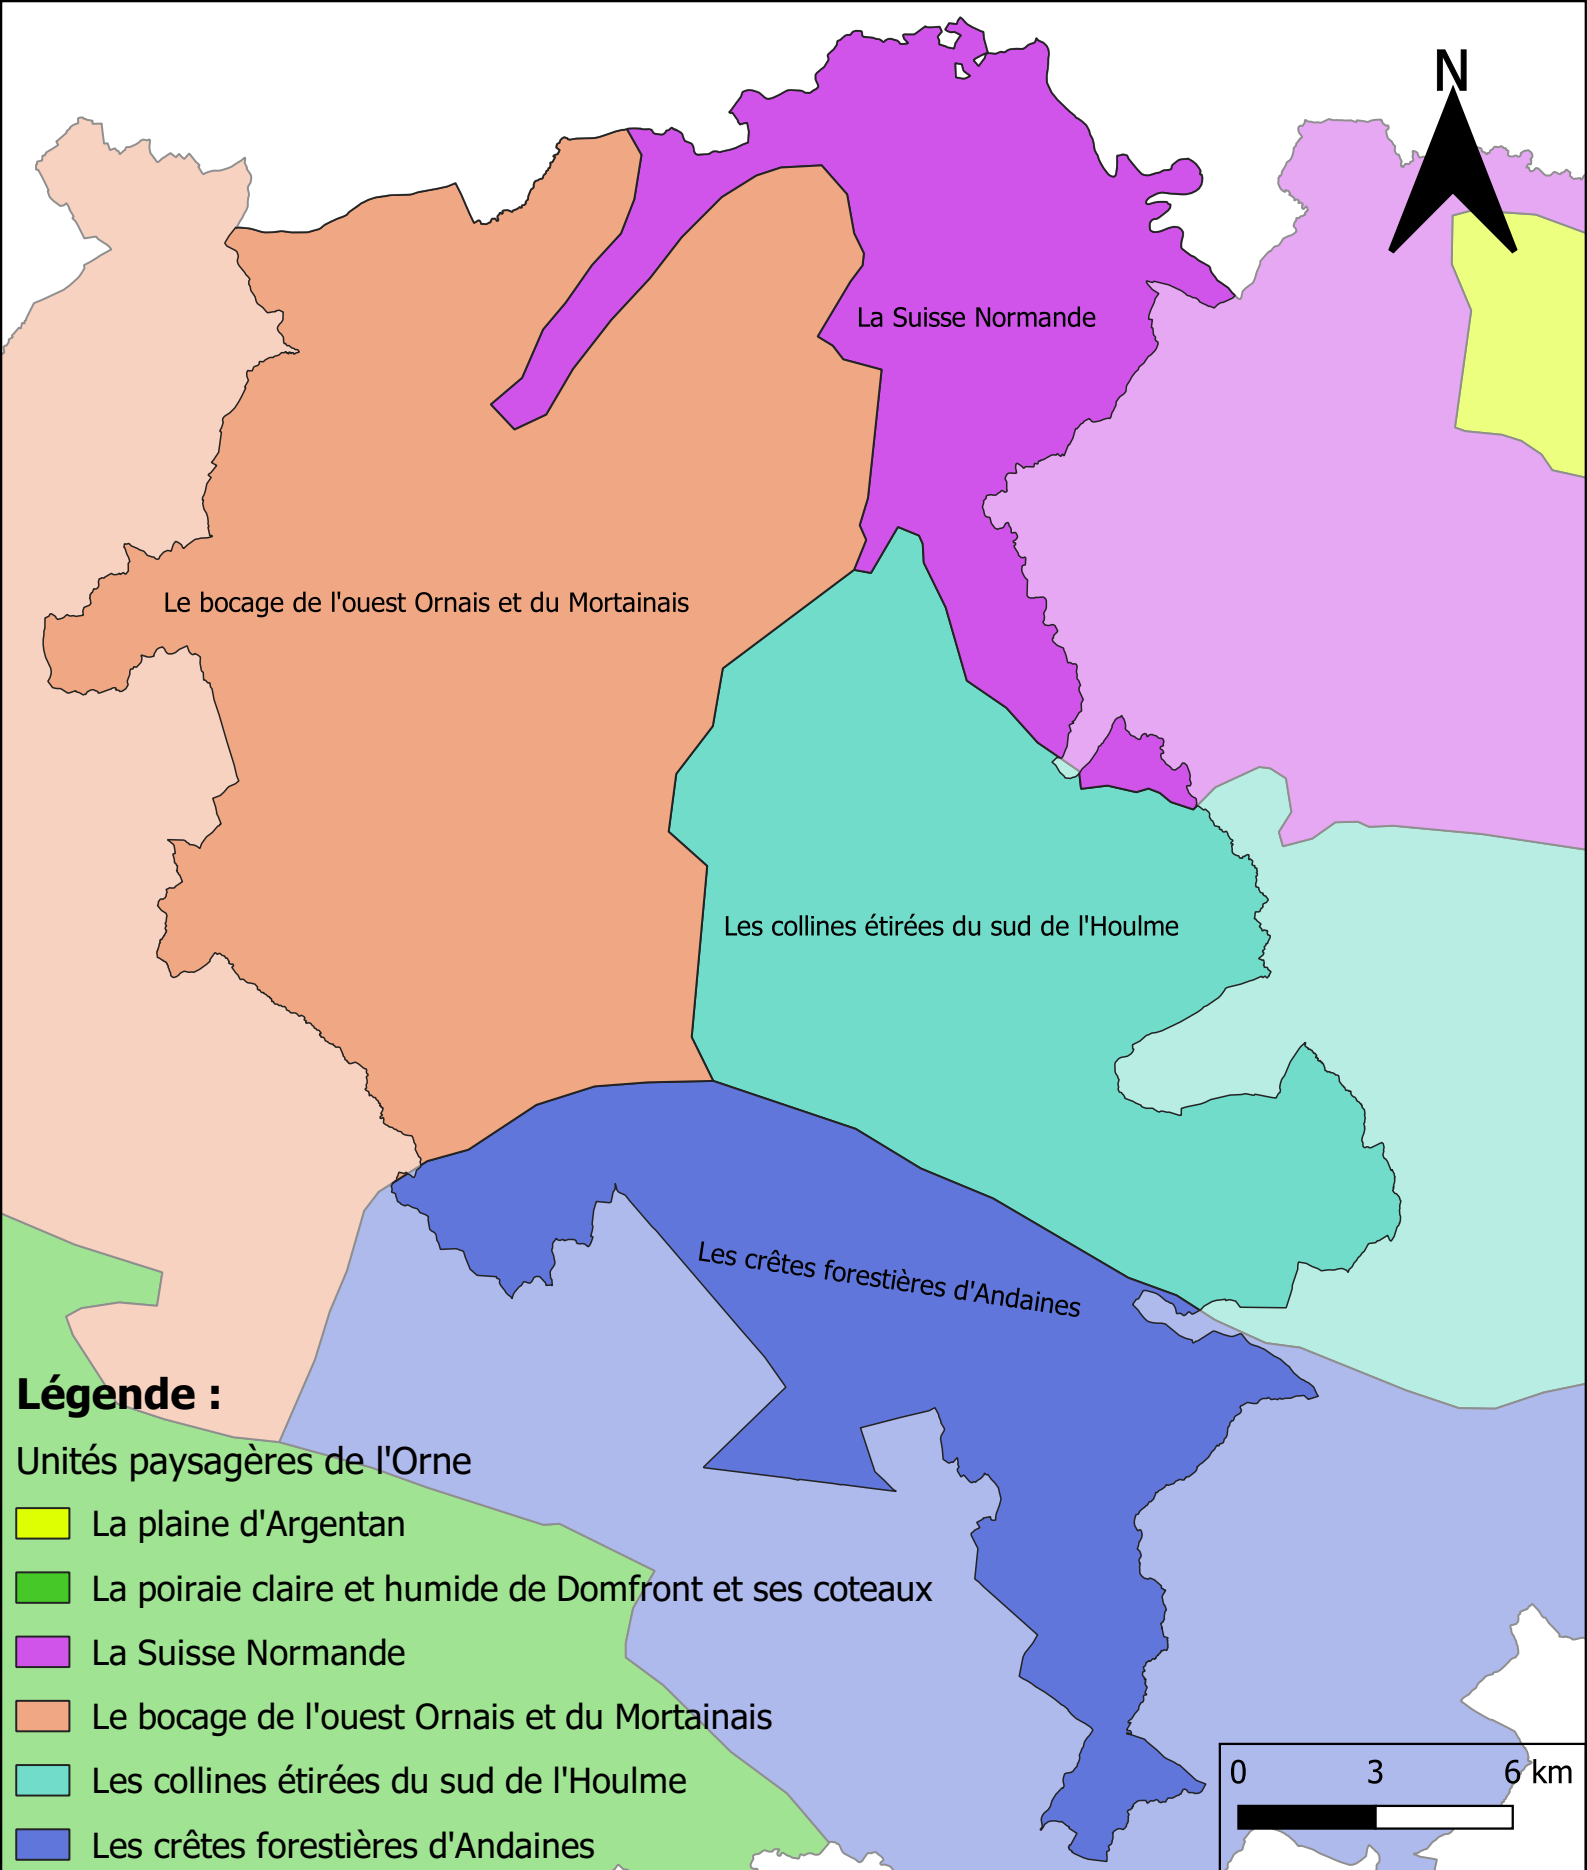 N
La Suisse Normande
Le bocage de l'ouest Ornais et du Mortainais
Les collines étirées du sud de l'Houlme
Les crêtes forestières d'Andaines
Légende :
Unités paysagères de l'Orne
La plaine d'Argentan
La poiraie claire et humide de Domfront et ses coteaux
La Suisse Normande
Le bocage de l'ouest Ornais et du Mortainais
Les collines étirées du sud de l'Houlme
Les crêtes forestières d'Andaines
0 3 6 km